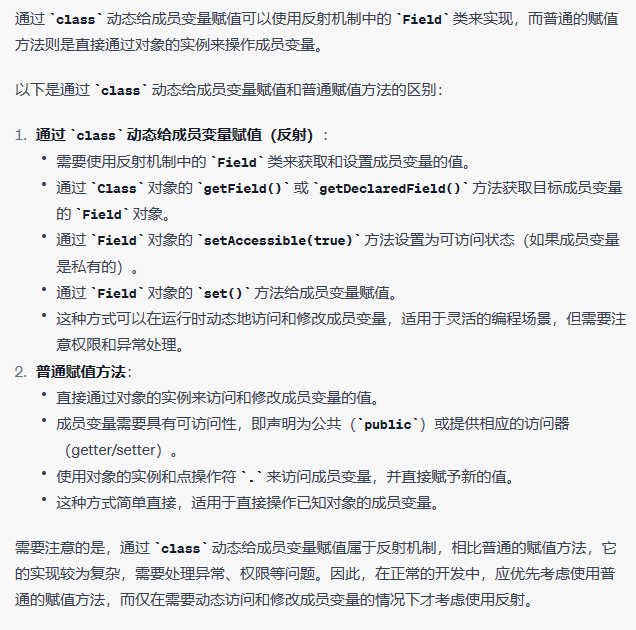 通过 `class` 动态给成员变量赋值可以使用反射机制中的 `Field` 类来实现，而普通的赋值
方法则是直接通过对象的实例来操作成员变量。
以下是通过 `class` 动态给成员变量赋值和普通赋值方法的区别：
1. 通过 `class` 动态给成员变量赋值（反射）：
• 需要使用反射机制中的 `Field` 类来获取和设置成员变量的值。
• 通过 `Class` 对象的 `getField()` 或 `getDeclaredField()` 方法获取目标成员变量
的 `Field` 对象。
• 通过 `Field` 对象的 `setAccessible(true)` 方法设置为可访问状态（如果成员变量
是私有的）。
• 通过 `Field` 对象的 `set()` 方法给成员变量赋值。
• 这种方式可以在运行时动态地访问和修改成员变量，适用于灵活的编程场景，但需要注
意权限和异常处理。
2. 普通赋值方法：
• 直接通过对象的实例来访问和修改成员变量的值。
• 成员变量需要具有可访问性，即声明为公共（`public`）或提供相应的访问器
（getter/setter）。
• 使用对象的实例和点操作符 `.` 来访问成员变量，并直接赋予新的值。
• 这种方式简单直接，适用于直接操作已知对象的成员变量。
需要注意的是，通过 `class` 动态给成员变量赋值属于反射机制，相比普通的赋值方法，它
的实现较为复杂，需要处理异常、权限等问题。因此，在正常的开发中，应优先考虑使用普
通的赋值方法，而仅在需要动态访问和修改成员变量的情况下才考虑使用反射。